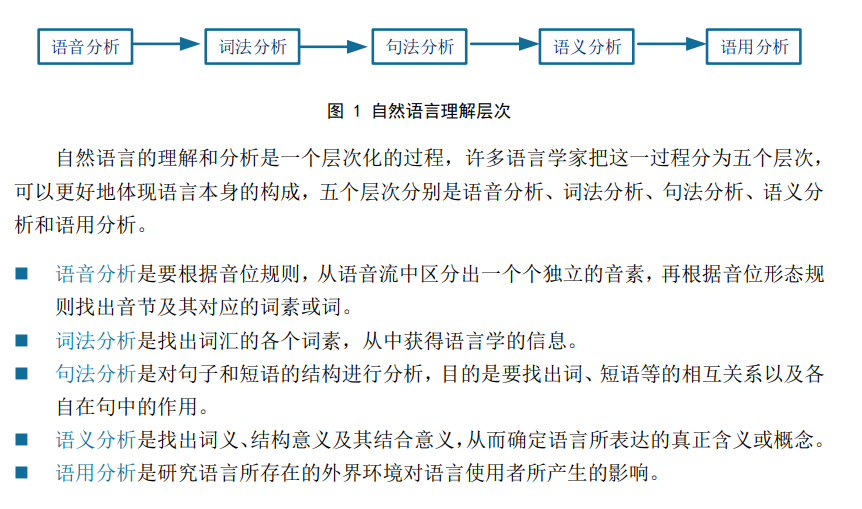 语音分析 词法分析 句法分析 语义分析 语用分析
图 1 自然语言理解层次
自然语言的理解和分析是一个层次化的过程，许多语言学家把这一过程分为五个层次，
可以更好地体现语言本身的构成，五个层次分别是语音分析、词法分析、句法分析、语义分
析和语用分析。
■ 语音分析是要根据音位规则，从语音流中区分出一个个独立的音素，再根据音位形态规
则找出音节及其对应的词素或词。
■ 词法分析是找出词汇的各个词素，从中获得语言学的信息。
■ 句法分析是对句子和短语的结构进行分析，目的是要找出词、短语等的相互关系以及各
自在句中的作用。
■ 语义分析是找出词义、结构意义及其结合意义，从而确定语言所表达的真正含义或概念。
■ 语用分析是研究语言所存在的外界环境对语言使用者所产生的影响。